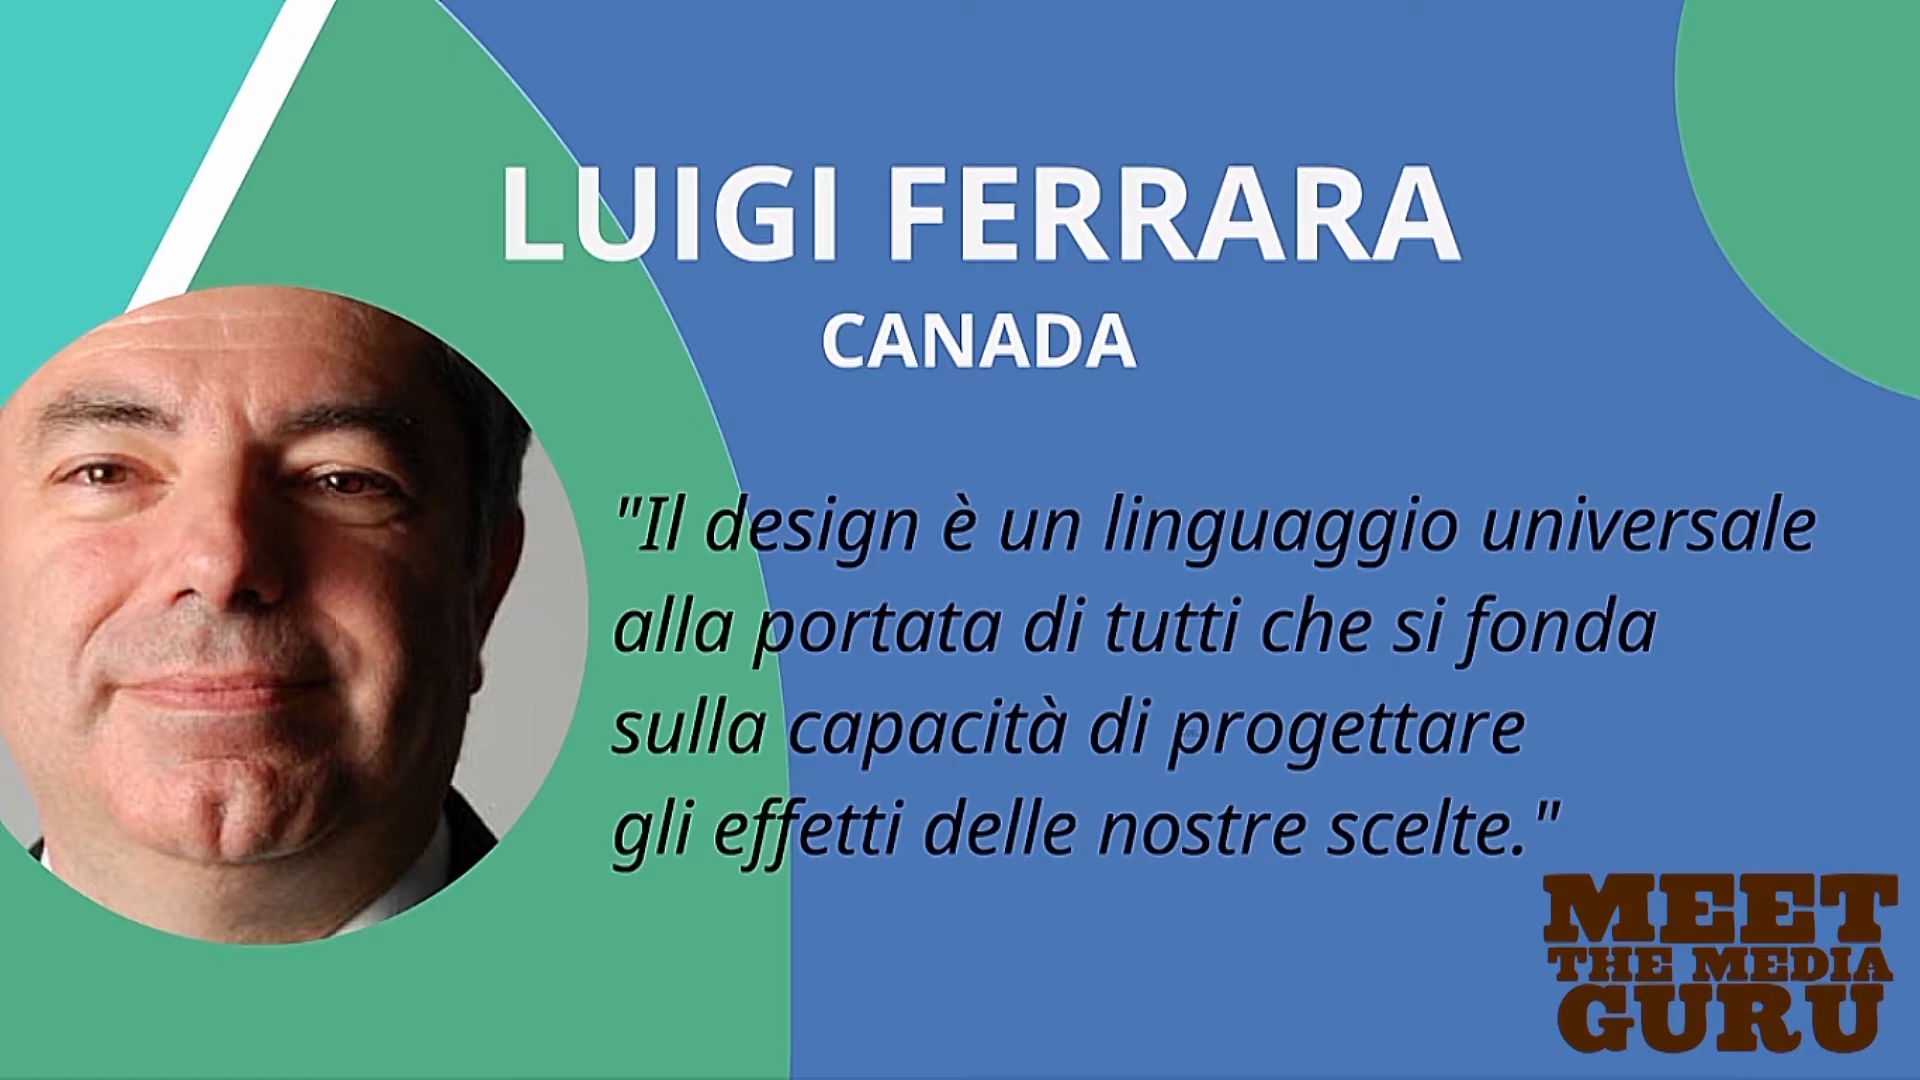 LUIGI FERRARA
CANADA
"Il design è un linguaggio universale
alla portata di tutti che si fonda
sulla capacità di progettare
gli effetti delle nostre scelte."
MEET
THE MEDIA
GURU